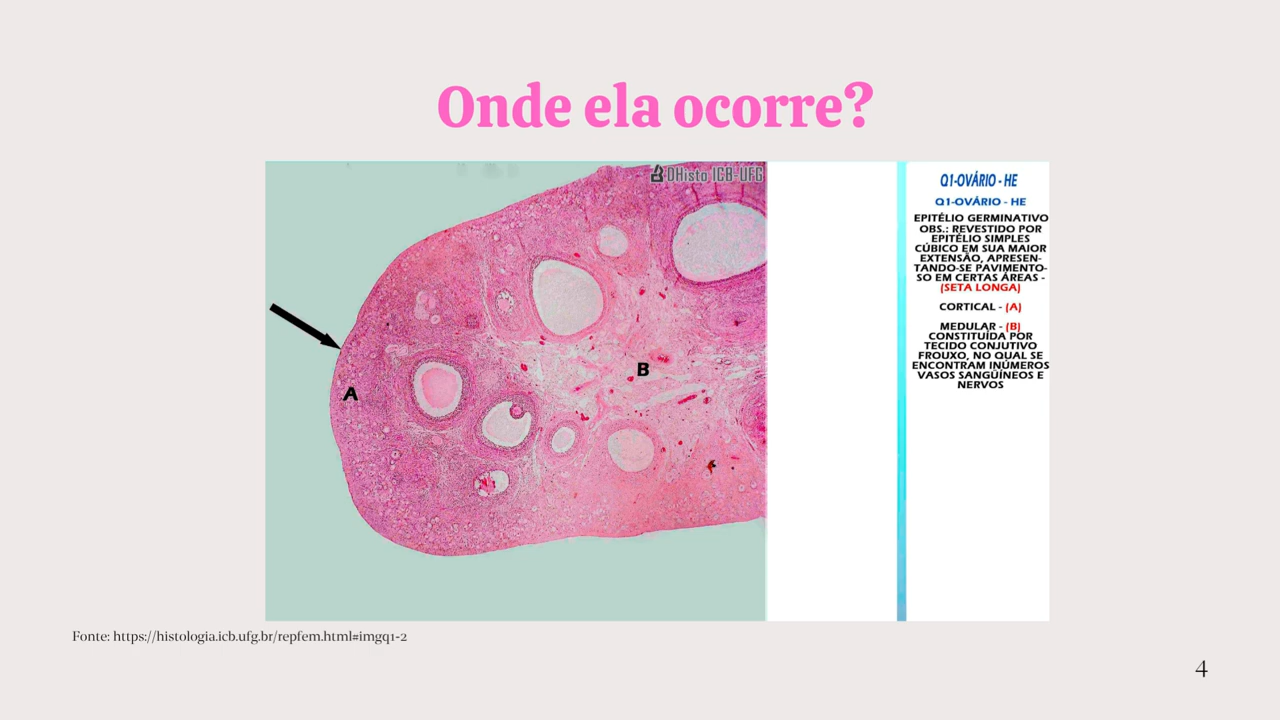 Onde ela ocorre?
DHisto ICB-UFG
A
B
Q1-OVÁRIO - HE
Q1-OVÁRIO - HE
EPITÉLIO GERMINATIVO
OBS.: REVESTIDO POR
EPITÉLIO SIMPLES
CÚBICO EM SUA MAIOR
EXTENSÃO, APRESEN-
TANDO-SE PAVIMENTO-
SO EM CERTAS ÁREAS -
(SETA LONGA)
CORTICAL - (A)
MEDULAR - (B)
CONSTITUÍDA POR
TECIDO CONJUTIVO
FROUXO, NO QUAL SE
ENCONTRAM INÚMEROS
VASOS SANGÜÍNEOS E
NERVOS
Fonte: https://histologia.icb.ufg.br/repfem.html#imgq1-2
4